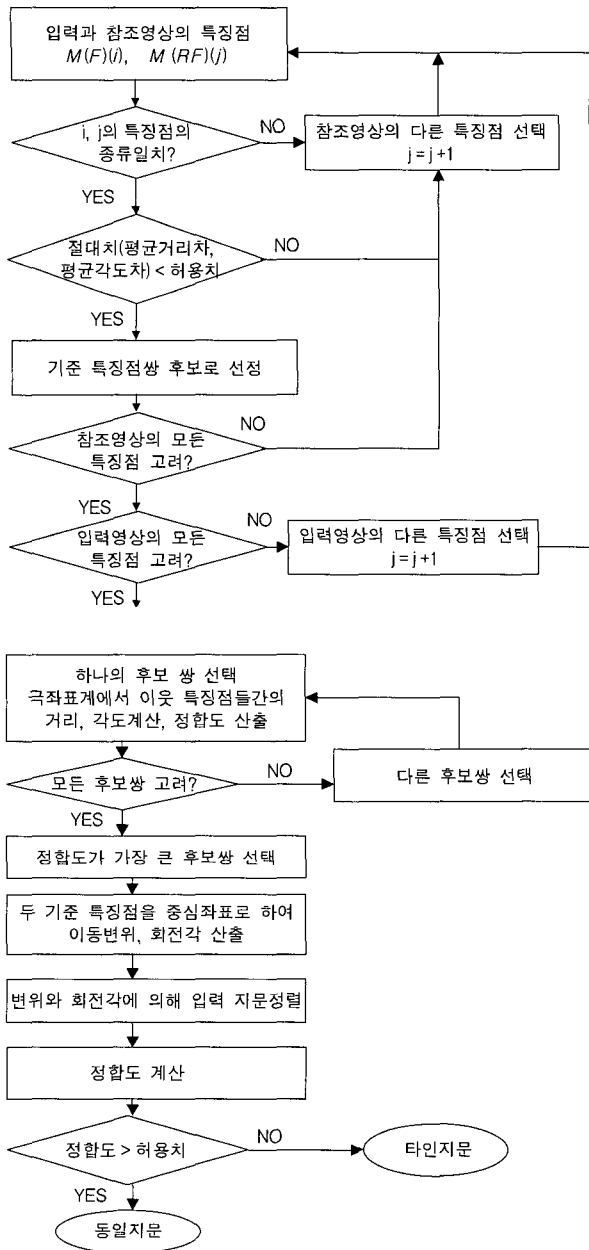 입력과 참조영상의 특징점
M(F)(i), M(RF)(j)
i, j의 특징점의
종류일치?
NO
참조영상의 다른 특징점 선택
j=j+1
YES
절대치(평균거리차,
평균각도차) < 허용치
NO
YES
기준 특징점쌍 후보로 선정
참조영상의 모든
특징점 고려?
NO
YES
입력영상의 모든
특징점 고려?
NO
입력영상의 다른 특징점 선택
j=j+1
YES
하나의 후보 쌍 선택
극좌표계에서 이웃 특징점들간의
거리, 각도계산, 정합도 산출
모든 후보쌍 고려?
NO
다른 후보쌍 선택
YES
정합도가 가장 큰 후보쌍 선택
두 기준 특징점을 중심좌표로 하여
이동변위, 회전각 산출
변위와 회전각에 의해 입력 지문정렬
정합도 계산
정합도 > 허용치
NO
타인지문
YES
동일지문